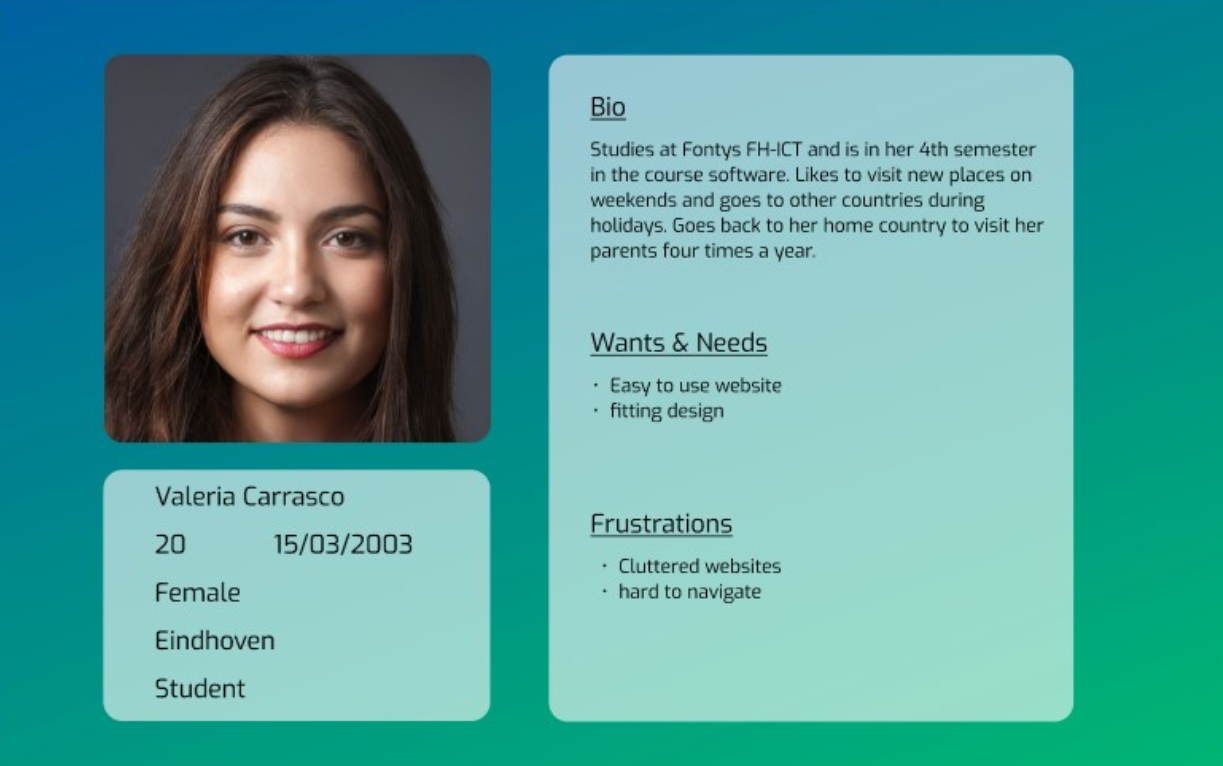 Valeria Carrasco
20 15/03/2003
Female
Eindhoven
Student
Bio
Studies at Fontys FH-ICT and is in her 4th semester
in the course software. Likes to visit new places on
weekends and goes to other countries during
holidays. Goes back to her home country to visit her
parents four times a year.
Wants & Needs
· Easy to use website
· fitting design
Frustrations
· Cluttered websites
· hard to navigate